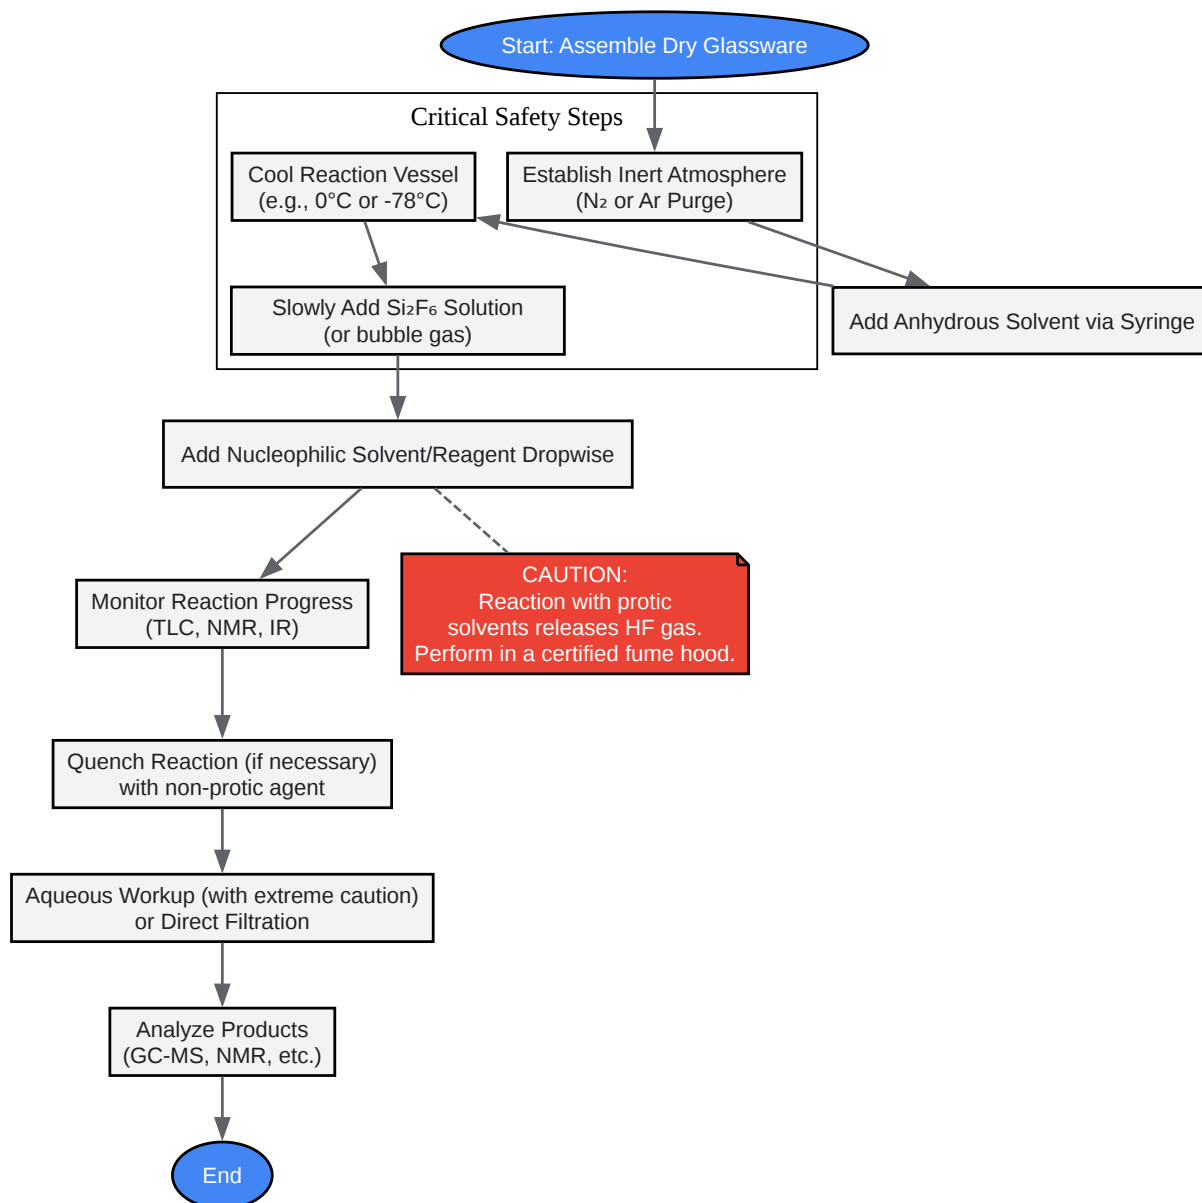 Start: Assemble Dry Glassware
Critical Safety Steps
Cool Reaction Vessel
(e.g., 0°C or -78°C)
Establish Inert Atmosphere
(N₂ or Ar Purge)
Slowly Add Si₂F₆ Solution
(or bubble gas)
Add Anhydrous Solvent via Syringe
Add Nucleophilic Solvent/Reagent Dropwise
Monitor Reaction Progress
(TLC, NMR, IR)
CAUTION:
Reaction with protic
solvents releases HF gas.
Perform in a certified fume hood.
Quench Reaction (if necessary)
with non-protic agent
Aqueous Workup (with extreme caution)
or Direct Filtration
Analyze Products
(GC-MS, NMR, etc.)
End